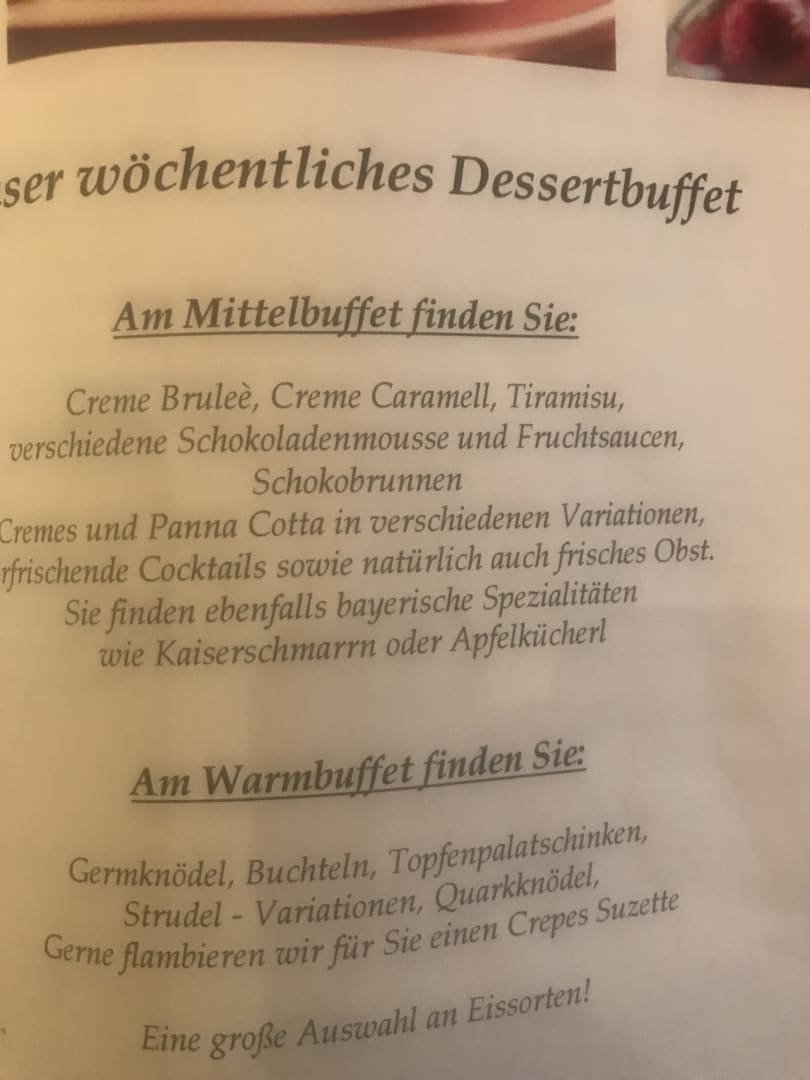 ser wöchentliches Dessertbuffet
Am Mittelbuffet finden Sie:
Creme Bruleè, Creme Caramell, Tiramisu,
verschiedene Schokoladenmousse und Fruchtsaucen,
Schokobrunnen
Cremes und Panna Cotta in verschiedenen Variationen,
rfrischende Cocktails sowie natürlich auch frisches Obst.
Sie finden ebenfalls bayerische Spezialitäten
wie Kaiserschmarrn oder Apfelkücherl
Am Warmbuffet finden Sie:
Germknödel, Buchteln, Topfenpalatschinken,
Strudel - Variationen, Quarkknödel,
Gerne flambieren wir für Sie einen Crepes Suzette
Eine große Auswahl an Eissorten!